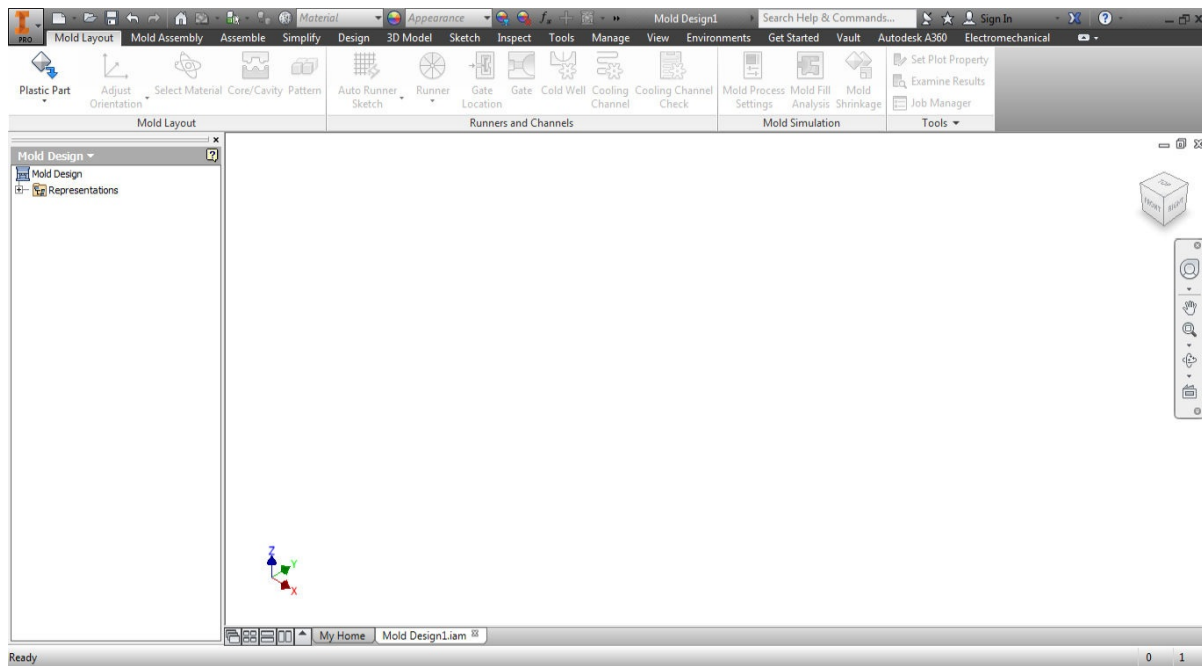 PRO
Material
Appearance
Mold Design1
Search Help & Commands...
Sign In
Mold Layout Mold Assembly Assemble Simplify Design 3D Model Sketch Inspect Tools Manage View Environments Get Started Vault Autodesk A360 Electromechanical
Plastic Part
Adjust
Orientation
Select Material
Core/Cavity
Pattern
Auto Runner
Sketch
Runner
Gate
Location
Gate
Cold Well
Cooling
Channel
Cooling Channel
Check
Mold Process
Settings
Mold Fill
Analysis
Mold
Shrinkage
Set Plot Property
Examine Results
Job Manager
Mold Layout
Runners and Channels
Mold Simulation
Tools
Mold Design
Mold Design
Representations
TOP
FRONT
RIGHT
Z
Y
X
My Home
Mold Design1.iam
Ready
0 1